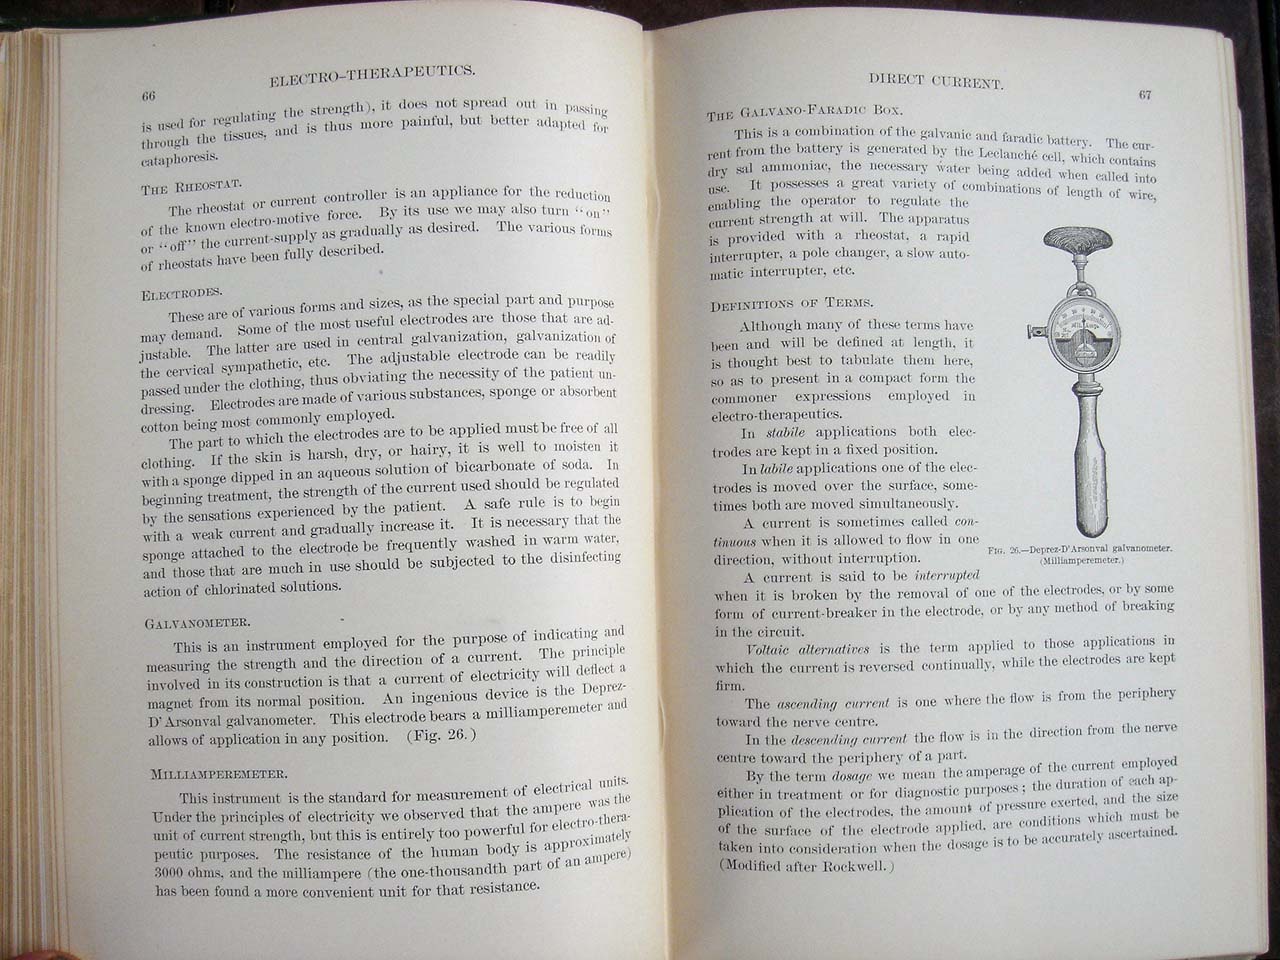 66
ELECTRO-THERAPEUTICS.
is used for regulating the strength), it does not spread out in passing
through the tissues, and is thus more painful, but better adapted for
cataphoresis.
THE RHEOSTAT.
The rheostat or current controller is an appliance for the reduction
of the known electro-motive force. By its use we may also turn "on"
or "off" the current-supply as gradually as desired. The various forms
of rheostats have been fully described.
ELECTRODES.
These are of various forms and sizes, as the special part and purpose
may demand. Some of the most useful electrodes are those that are ad-
justable. The latter are used in central galvanization, galvanization of
the cervical sympathetic, etc. The adjustable electrode can be readily
passed under the clothing, thus obviating the necessity of the patient un-
dressing. Electrodes are made of various substances, sponge or absorbent
cotton being most commonly employed.
The part to which the electrodes are to be applied must be free of all
clothing. If the skin is harsh, dry, or hairy, it is well to moisten it
with a sponge dipped in an aqueous solution of bicarbonate of soda. In
beginning treatment, the strength of the current used should be regulated
by the sensations experienced by the patient. A safe rule is to begin
with a weak current and gradually increase it. It is necessary that the
sponge attached to the electrode be frequently washed in warm water,
and those that are much in use should be subjected to the disinfecting
action of chlorinated solutions.
GALVANOMETER.
This is an instrument employed for the purpose of indicating and
measuring the strength and the direction of a current. The principle
involved in its construction is that a current of electricity will deflect a
magnet from its normal position. An ingenious device is the Deprez-
D'Arsonval galvanometer. This electrode bears a milliamperemeter and
allows of application in any position. (Fig. 26.)
MILLIAMPEREMETER.
This instrument is the standard for measurement of electrical units.
Under the principles of electricity we observed that the ampere was the
unit of current strength, but this is entirely too powerful for electro-thera-
peutic purposes. The resistance of the human body is approximately
3000 ohms, and the milliampere (the one-thousandth part of an ampere)
has been found a more convenient unit for that resistance.
DIRECT CURRENT.
67
THE GALVANO-FARADIC BOX.
This is a combination of the galvanic and faradic battery. The cur-
rent from the battery is generated by the Leclanché cell, which contains
dry sal ammoniac, the necessary water being added when called into
use. It possesses a great variety of combinations of length of wire,
enabling the operator to regulate the
current strength at will. The apparatus
is provided with a rheostat, a rapid
interrupter, a pole changer, a slow auto-
matic interrupter, etc.
DEFINITIONS OF TERMS.
Although many of these terms have
been and will be defined at length, it
is thought best to tabulate them here,
so as to present in a compact form the
commoner expressions employed in
electro-therapeutics.
In stabile applications both elec-
trodes are kept in a fixed position.
In labile applications one of the elec-
trodes is moved over the surface, some-
times both are moved simultaneously.
A current is sometimes called con-
tinuous when it is allowed to flow in one
direction, without interruption.
FIG. 26.—Deprez-D'Arsonval galvanometer.
(Milliamperemeter.)
A current is said to be interrupted
when it is broken by the removal of one of the electrodes, or by some
form of current-breaker in the electrode, or by any method of breaking
in the circuit.
Voltaic alternatives is the term applied to those applications in
which the current is reversed continually, while the electrodes are kept
firm.
The ascending current is one where the flow is from the periphery
toward the nerve centre.
In the descending current the flow is in the direction from the nerve
centre toward the periphery of a part.
By the term dosage we mean the amperage of the current employed
either in treatment or for diagnostic purposes; the duration of each ap-
plication of the electrodes, the amount of pressure exerted, and the size
of the surface of the electrode applied, are conditions which must be
taken into consideration when the dosage is to be accurately ascertained.
(Modified after Rockwell.)